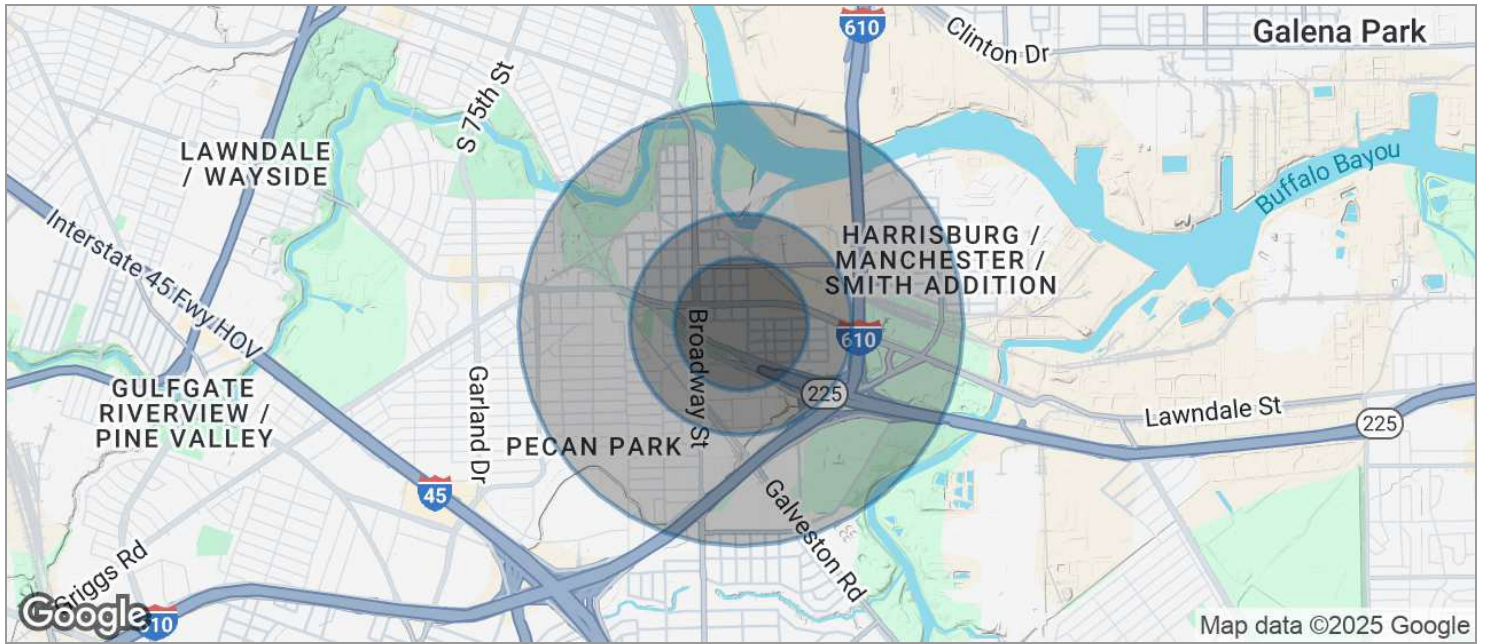 610
Clinton Dr
Galena Park
S 75th St
LAWNDALE
/ WAYSIDE
Buffalo Bayou
Interstate 45 Fwy HOV
HARRISBURG /
MANCHESTER /
SMITH ADDITION
Broadway St
610
GULFGATE
RIVERVIEW /
PINE VALLEY
Garland Dr
225
Lawndale St
225
PECAN PARK
45
Galveston Rd
Griggs Rd
Google
610
Map data ©2025 Google